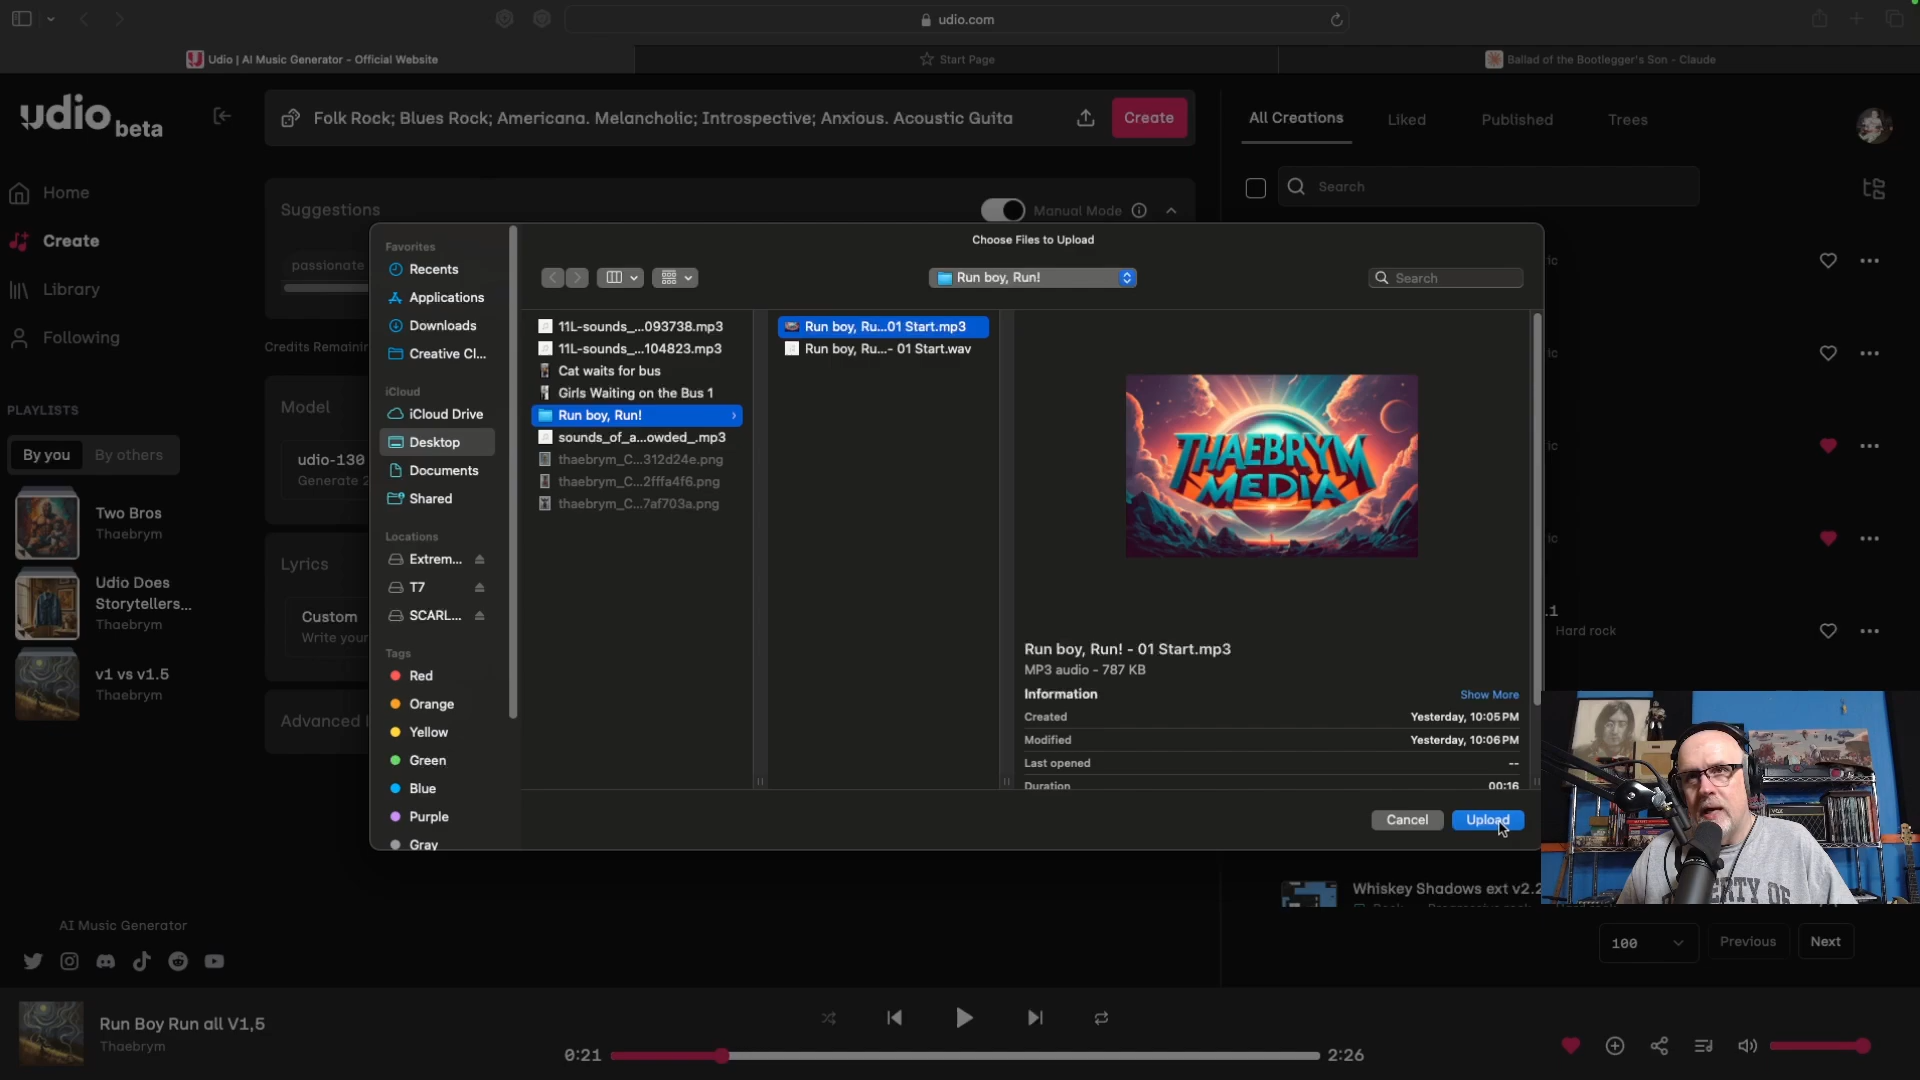 udio.com
Udio | AI Music Generator - Official Website
Start Page
Ballad of the Bootlegger's Son - Claude
udio beta
Folk Rock; Blues Rock; Americana. Melancholic; Introspective; Anxious. Acoustic Guita
Create
All Creations
Liked
Published
Trees
Search
Home
Create
Library
Following
Suggestions
Manual Mode
passionate
Credits Remainin
Model
udio-130
Generate 2
Lyrics
Custom
Write your
Advanced
PLAYLISTS
By you
By others
Two Bros
Thaebrym
Udio Does
Storytellers...
Thaebrym
v1 vs v1.5
Thaebrym
Choose Files to Upload
Run boy, Run!
Search
Favorites
Recents
Applications
Downloads
Creative Cl...
iCloud
iCloud Drive
Desktop
Documents
Shared
Locations
Extrem...
T7
SCARL...
Tags
Red
Orange
Yellow
Green
Blue
Purple
Gray
11L-sounds_...093738.mp3
11L-sounds_...104823.mp3
Cat waits for bus
Girls Waiting on the Bus 1
Run boy, Run!
sounds_of_a...owded_.mp3
thaebrym_C...312d24e.png
thaebrym_C...2fffa4f6.png
thaebrym_C...7af703a.png
Run boy, Ru...01 Start.mp3
Run boy, Ru...- 01 Start.wav
THAEBRYM
MEDIA
Run boy, Run! - 01 Start.mp3
MP3 audio - 787 KB
Information
Show More
Created
Yesterday, 10:05 PM
Modified
Yesterday, 10:06 PM
Last opened
--
Duration
00:16
Cancel
Upload
ic
ic
ic
ic
.1
Hard rock
Whiskey Shadows ext v2.2
100
Previous
Next
AI Music Generator
Run Boy Run all V1,5
Thaebrym
0:21
2:26